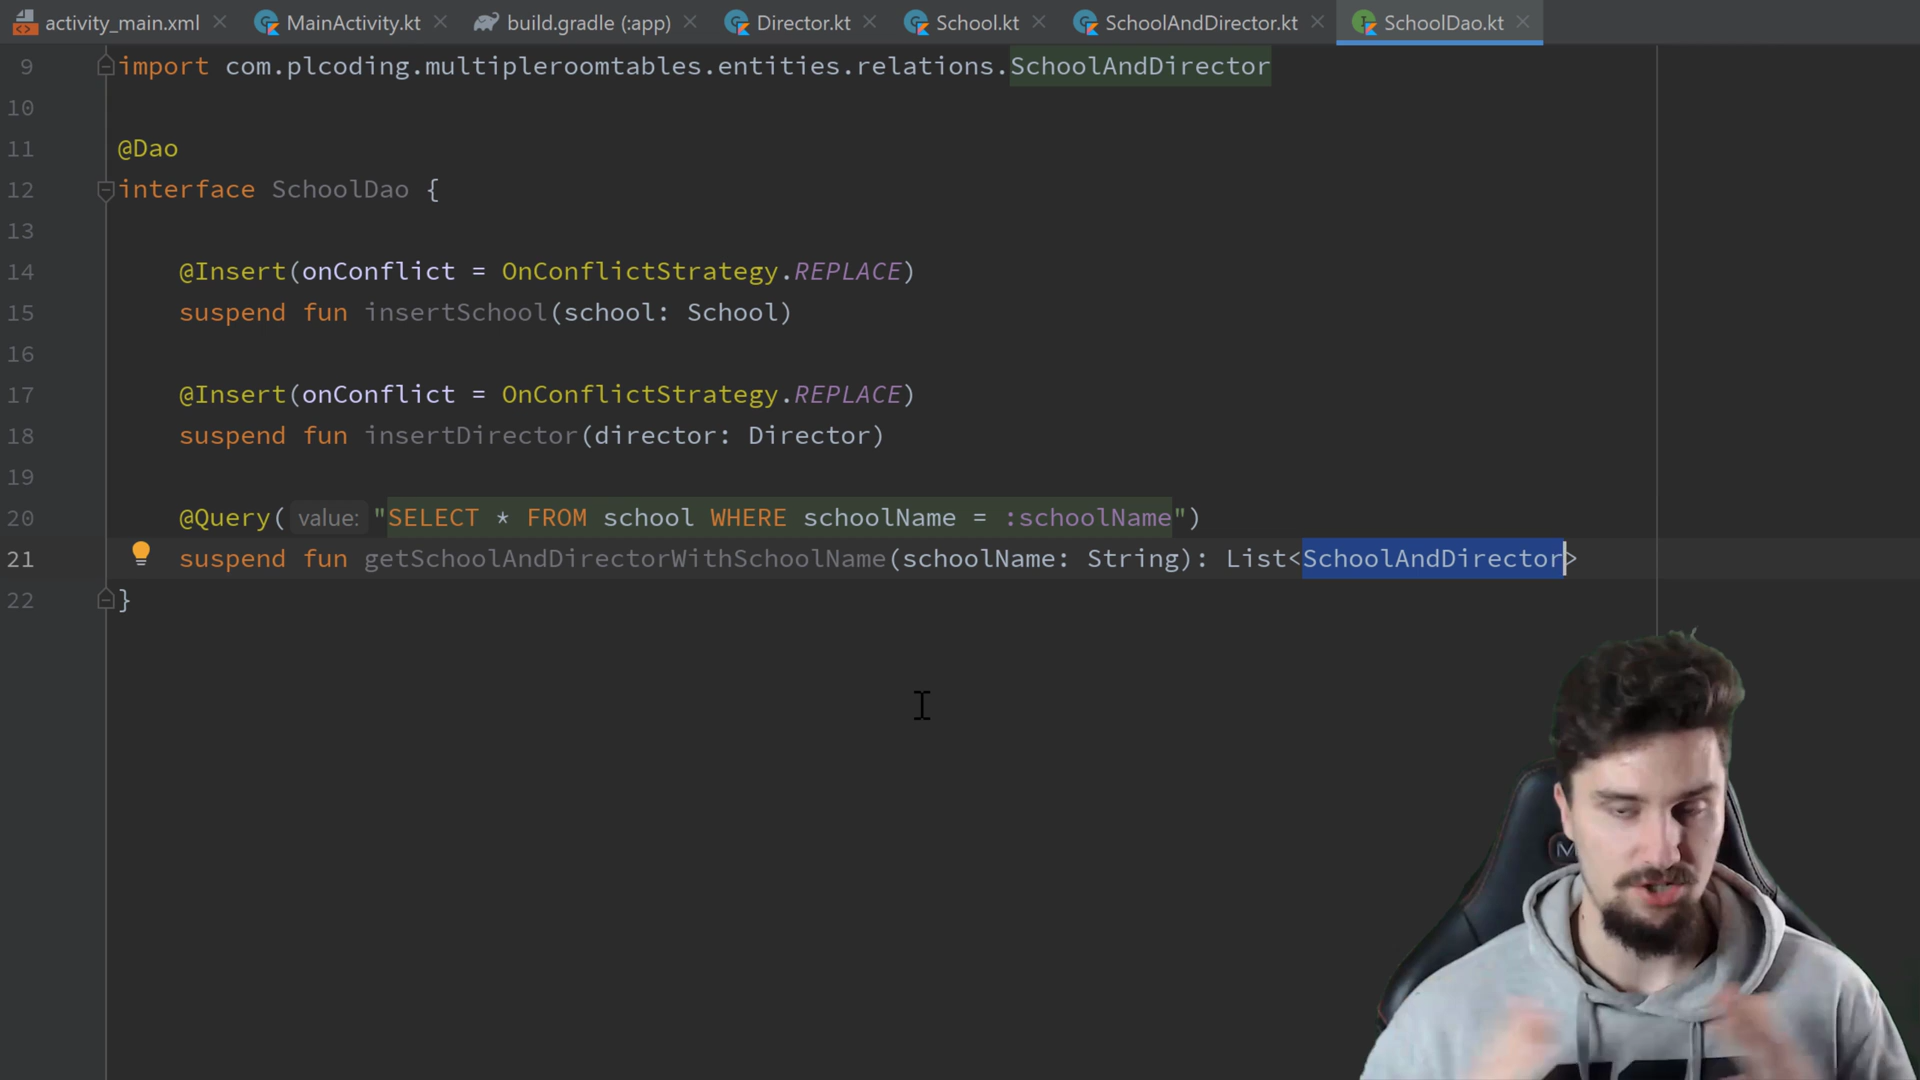 activity_main.xml MainActivity.kt build.gradle (:app) Director.kt School.kt SchoolAndDirector.kt SchoolDao.kt
9 import com.plcoding.multipleroomtables.entities.relations.SchoolAndDirector
10
11 @Dao
12 interface SchoolDao {
13
14 @Insert(onConflict = OnConflictStrategy.REPLACE)
15 suspend fun insertSchool(school: School)
16
17 @Insert(onConflict = OnConflictStrategy.REPLACE)
18 suspend fun insertDirector(director: Director)
19
20 @Query( value: "SELECT * FROM school WHERE schoolName = :schoolName")
21 suspend fun getSchoolAndDirectorWithSchoolName(schoolName: String): List<SchoolAndDirector>
22 }